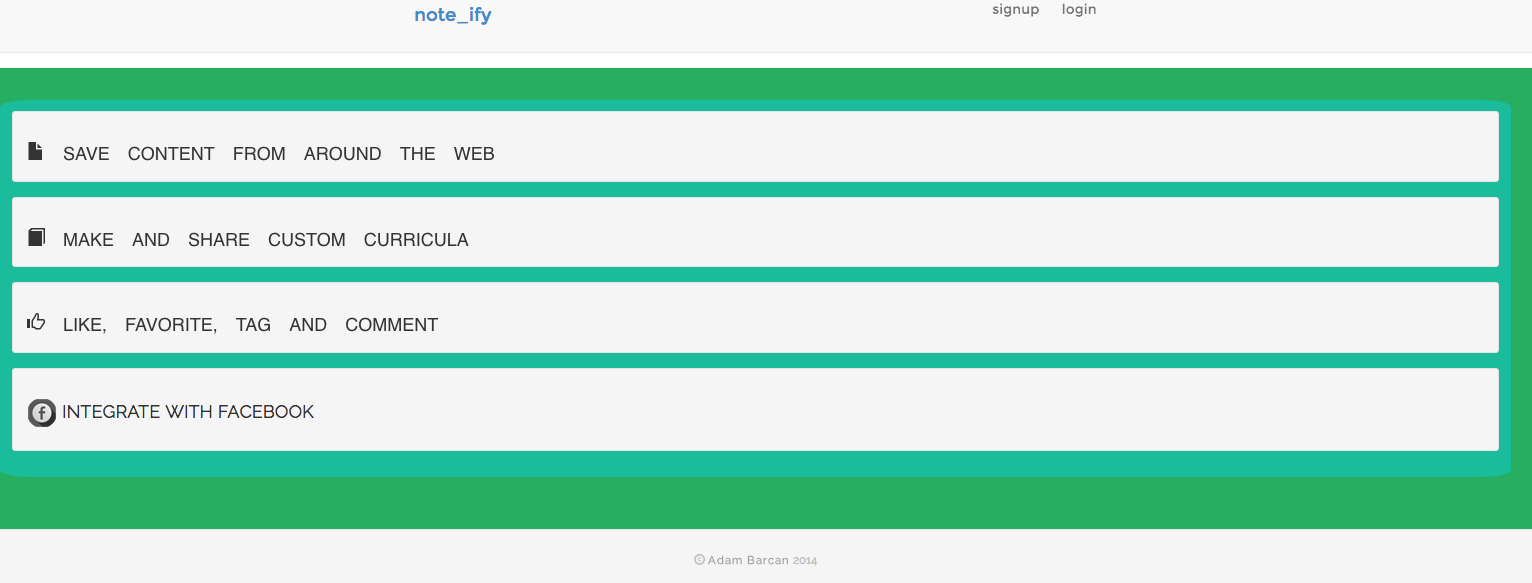 note_ify
signup login
SAVE CONTENT FROM AROUND THE WEB
MAKE AND SHARE CUSTOM CURRICULA
LIKE, FAVORITE, TAG AND COMMENT
INTEGRATE WITH FACEBOOK
© Adam Barcan 2014